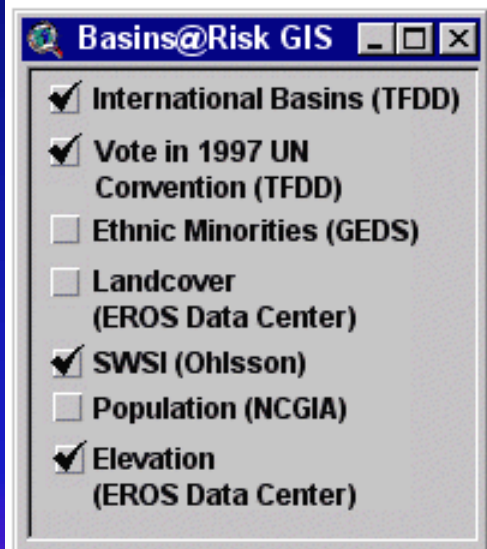 Basins@Risk GIS
International Basins (TFDD)
Vote in 1997 UN
Convention (TFDD)
Ethnic Minorities (GEDS)
Landcover
(EROS Data Center)
SWSI (Ohlsson)
Population (NCGIA)
Elevation
(EROS Data Center)